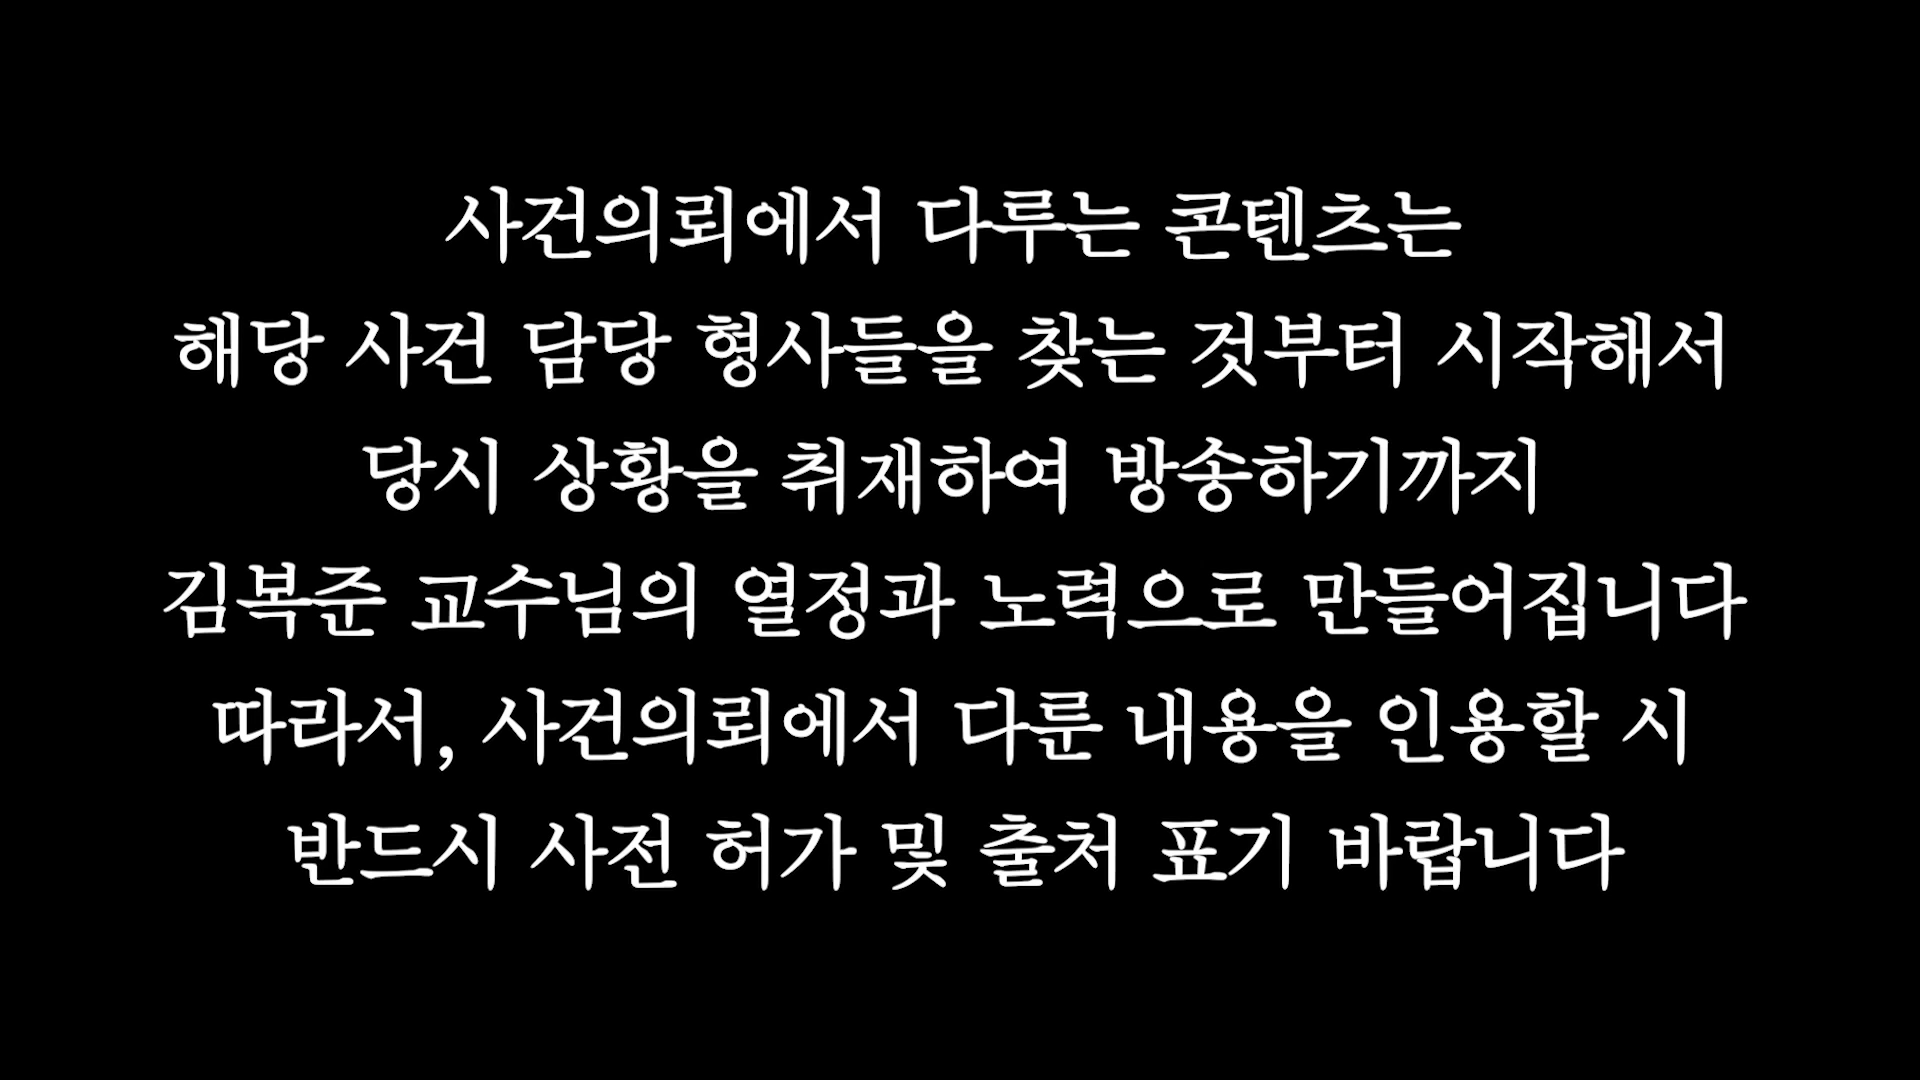 사건의뢰에서 다루는 콘텐츠는
해당 사건 담당 형사들을 찾는 것부터 시작해서
당시 상황을 취재하여 방송하기까지
김복준 교수님의 열정과 노력으로 만들어집니다
따라서, 사건의뢰에서 다룬 내용을 인용할 시
반드시 사전 허가 및 출처 표기 바랍니다